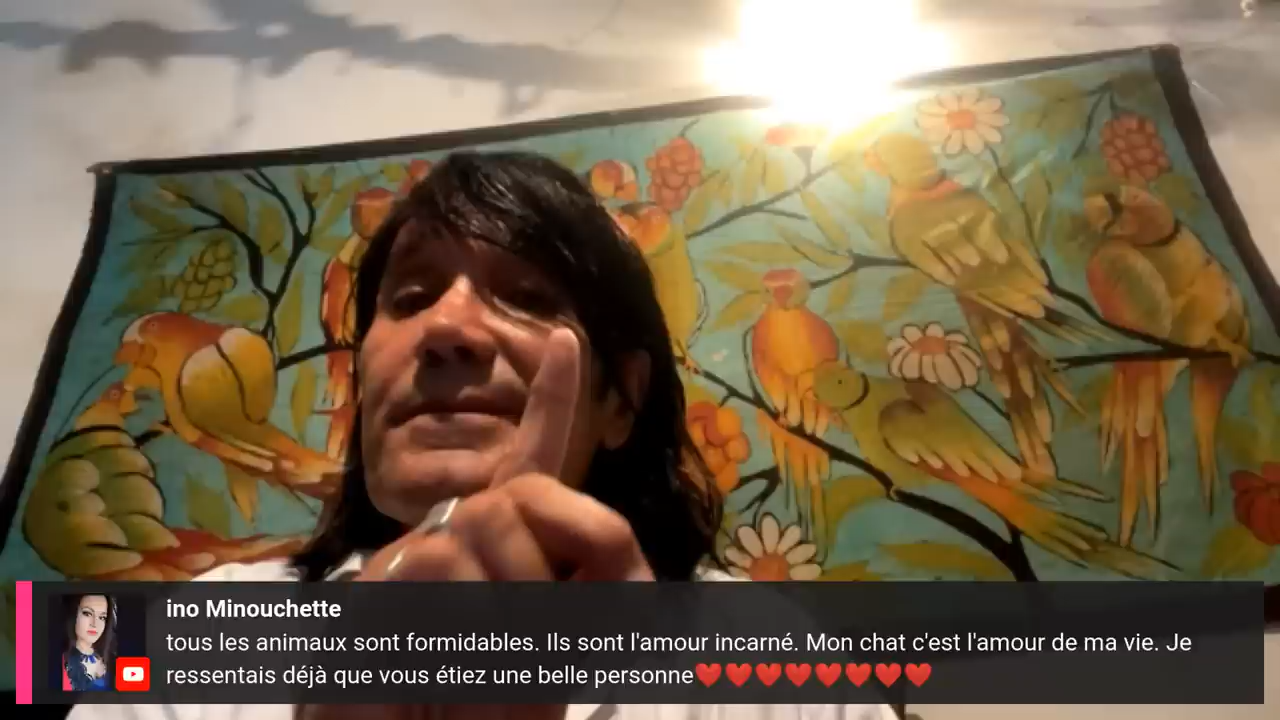 ino Minouchette
tous les animaux sont formidables. Ils sont l'amour incarné. Mon chat c'est l'amour de ma vie. Je
ressentais déjà que vous étiez une belle personne❤️❤️❤️❤️❤️❤️❤️❤️